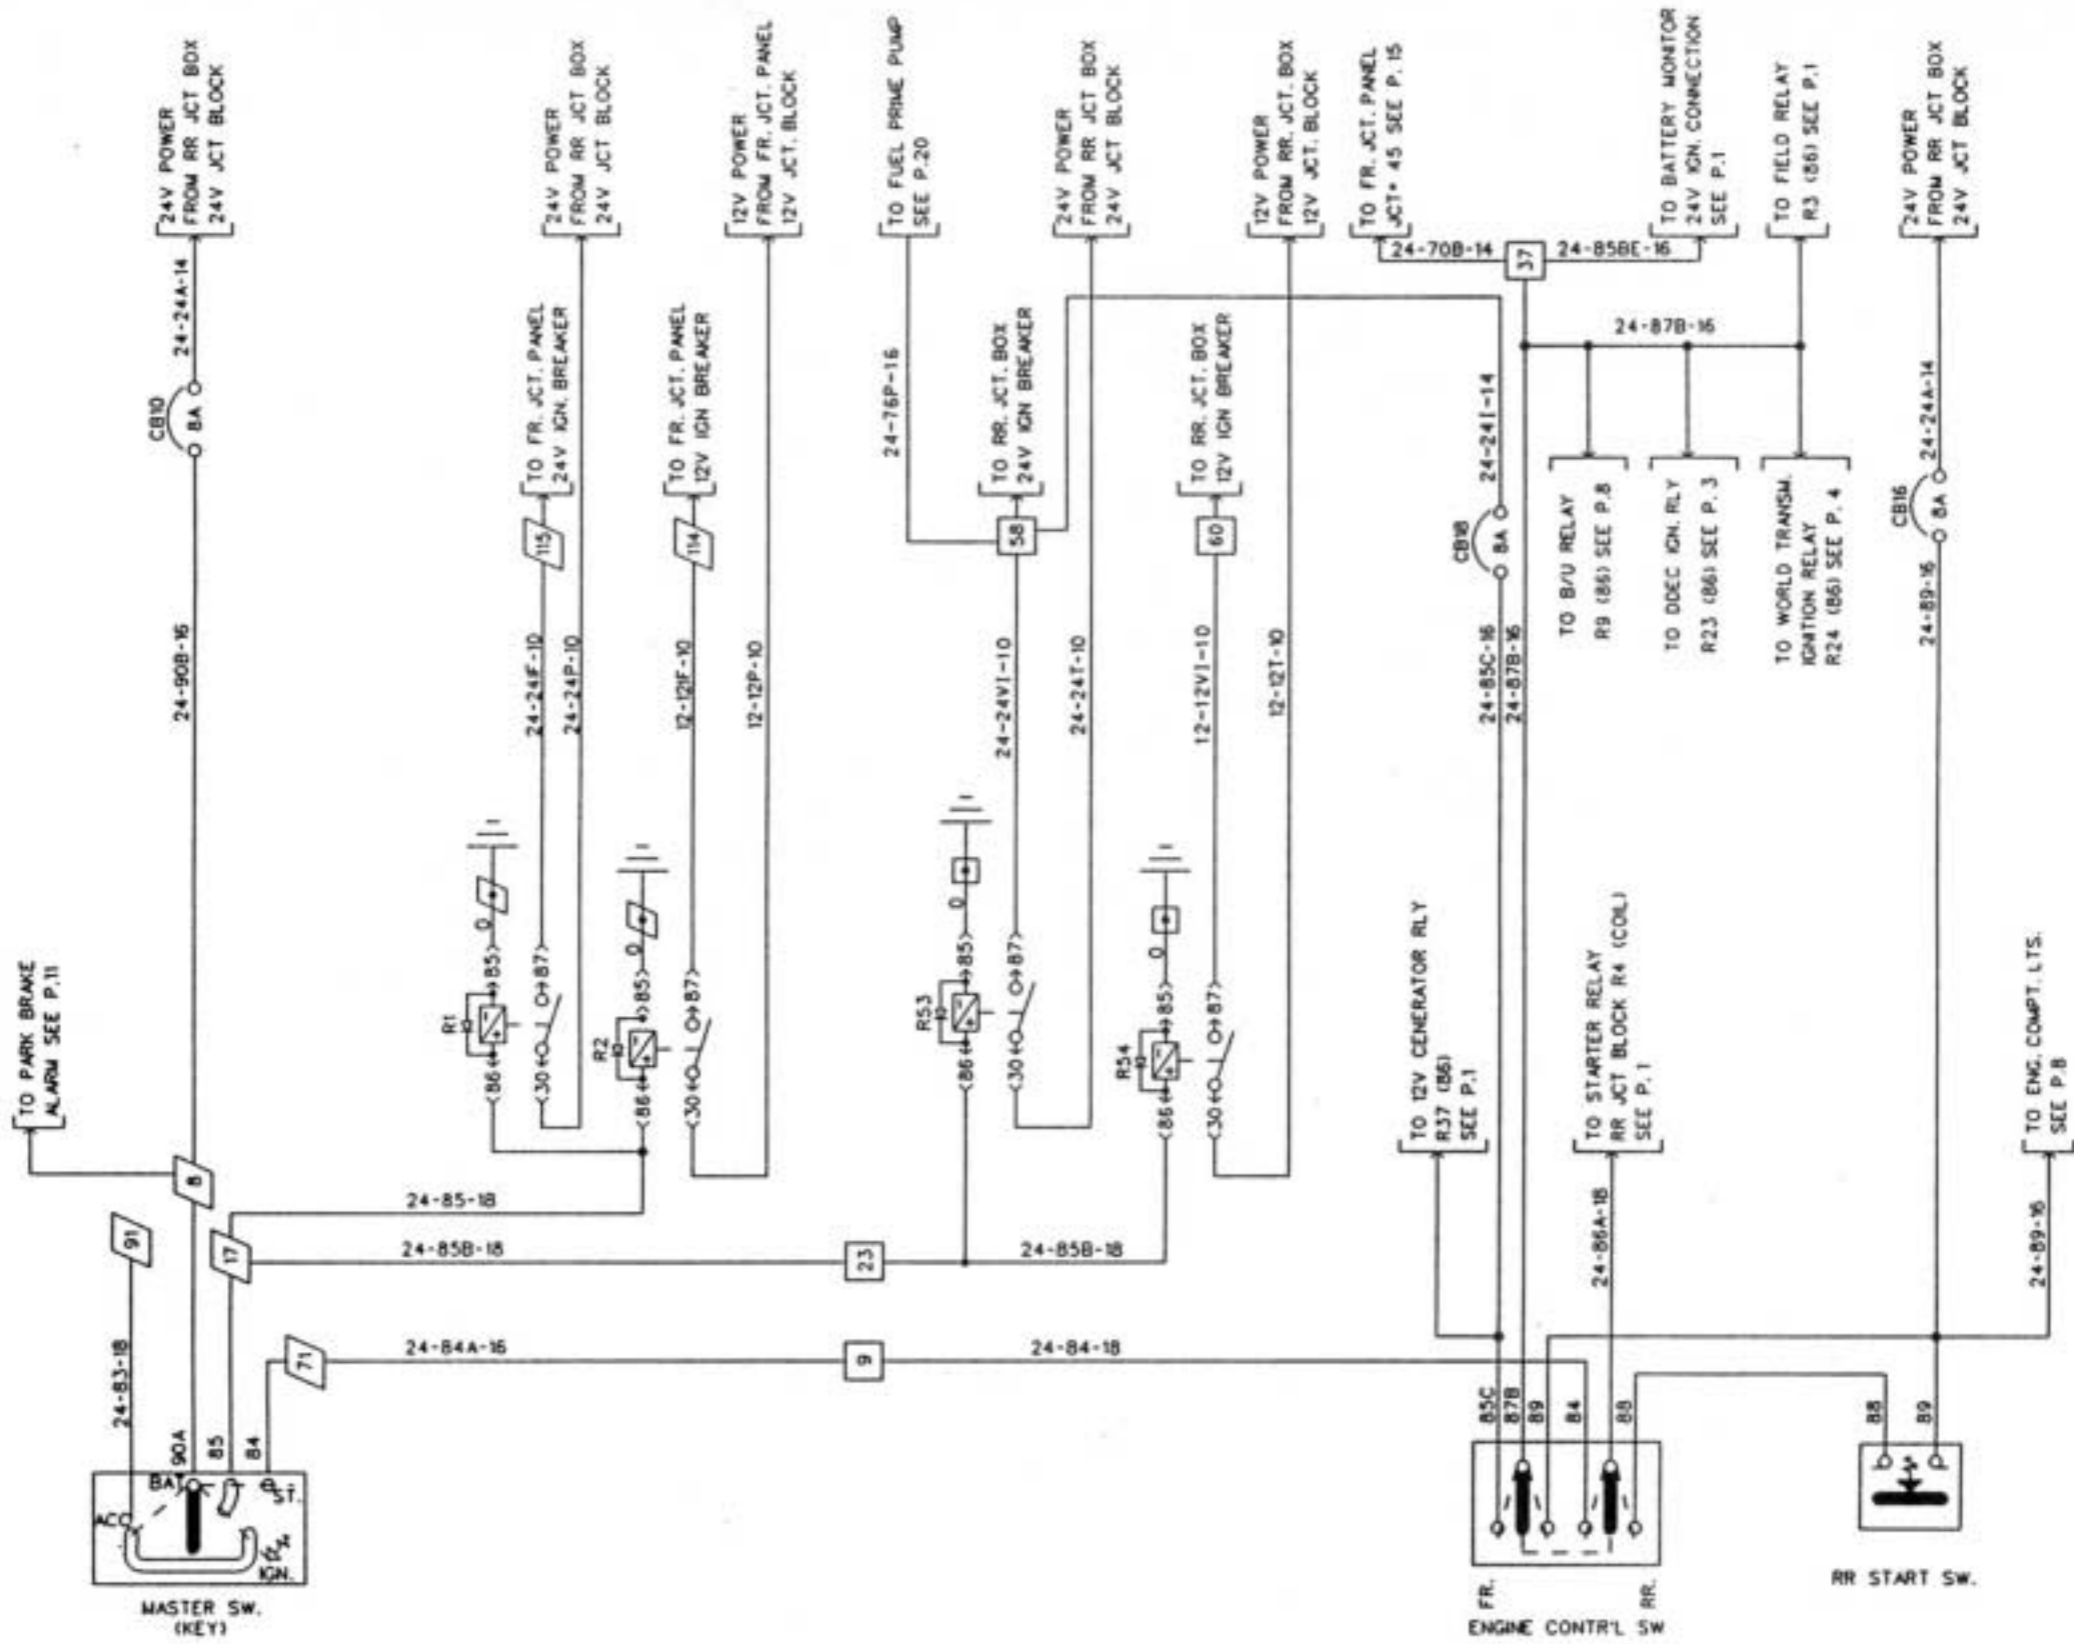 24V POWER
FROM RR JCT BOX
24V JCT BLOCK
24V POWER
FROM RR JCT BOX
24V JCT BLOCK
12V POWER
FROM FR. JCT. PANEL
12V JCT. BLOCK
TO FUEL PRIME PUMP
SEE P.20
24V POWER
FROM RR JCT BOX
24V JCT BLOCK
12V POWER
FROM RR. JCT. BOX
12V JCT. BLOCK
TO FR. JCT. PANEL
JCT• 45 SEE P. 15
TO BATTERY MONITOR
24V IGN. CONNECTION
SEE P.1
TO FIELD RELAY
R3 (86) SEE P.1
24V POWER
FROM RR JCT BOX
24V JCT BLOCK
24-24A-14
24-70B-14
37
24-85BE-16
24-87B-16
CB10
8A
TO FR. JCT. PANEL
24V IGN. BREAKER
TO FR. JCT. PANEL
12V IGN BREAKER
24-76P-16
TO RR. JCT. BOX
24V IGN BREAKER
TO RR. JCT. BOX
12V IGN BREAKER
24-24I-14
24-24A-14
115
114
58
60
CB18
8A
CB16
8A
TO B/U RELAY
R9 (86) SEE P.8
TO DDEC IGN. RLY
R23 (86) SEE P. 3
TO WORLD TRANSM.
IGNITION RELAY
R24 (86) SEE P. 4
24-89-16
24-90B-16
24-24IF-10
24-24P-10
12-12IF-10
12-12P-10
24-24VI-10
24-24T-10
12-12VI-10
12-12T-10
24-85C-16
24-87B-16
TO PARK BRAKE
ALARM SEE P.11
R1
0
85
87
86
30
R2
0
85
87
86
30
R53
0
85
87
86
30
R54
0
85
87
86
30
TO 12V GENERATOR RLY
R37 (86)
SEE P.1
TO STARTER RELAY
RR JCT BLOCK R4 (COIL)
SEE P. 1
TO ENG. COMPT. LTS.
SEE P.8
8
24-85-18
91
17
24-85B-18
23
24-85B-18
24-86A-18
24-89-16
24-83-18
71
24-84A-16
9
24-84-18
90A
85
84
85C
87B
89
84
88
88
89
BAT
ACC
ST.
IGN.
MASTER SW.
(KEY)
FR.
RR.
ENGINE CONTR'L SW
RR START SW.